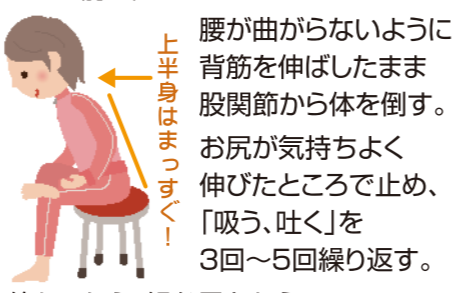 腰が曲がらないように
背筋を伸ばしたまま
股関節から体を倒す。
お尻が気持ちよく
伸びたところで止め、
「吸う、吐く」を
3回～5回繰り返す。
上半身はまっすぐ！